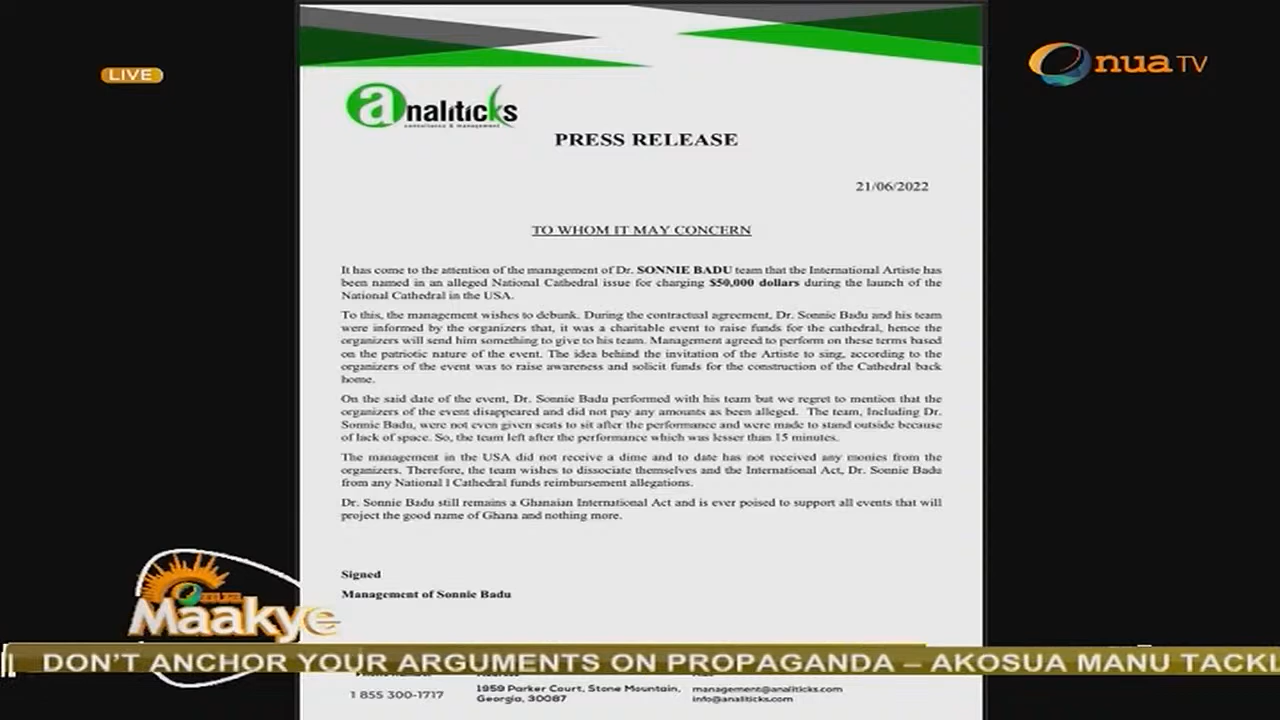 LIVE
Onua TV
analiticks
consultance & management
PRESS RELEASE
21/06/2022
TO WHOM IT MAY CONCERN
It has come to the attention of the management of Dr. SONNIE BADU team that the International Artiste has
been named in an alleged National Cathedral issue for charging $50,000 dollars during the launch of the
National Cathedral in the USA.
To this, the management wishes to debunk. During the contractual agreement, Dr. Sonnie Badu and his team
were informed by the organizers that, it was a charitable event to raise funds for the cathedral, hence the
organizers will send him something to give to his team. Management agreed to perform on these terms based
on the patriotic nature of the event. The idea behind the invitation of the Artiste to sing, according to the
organizers of the event was to raise awareness and solicit funds for the construction of the Cathedral back
home.
On the said date of the event, Dr. Sonnie Badu performed with his team but we regret to mention that the
organizers of the event disappeared and did not pay any amounts as been alleged. The team, Including Dr.
Sonnie Badu, were not even given seats to sit after the performance and were made to stand outside because
of lack of space. So, the team left after the performance which was lesser than 15 minutes.
The management in the USA did not receive a dime and to date has not received any monies from the
organizers. Therefore, the team wishes to dissociate themselves and the International Act, Dr. Sonnie Badu
from any National l Cathedral funds reimbursement allegations.
Dr. Sonnie Badu still remains a Ghanaian International Act and is ever poised to support all events that will
project the good name of Ghana and nothing more.
Signed
Management of Sonnie Badu
Maakye
DON'T ANCHOR YOUR ARGUMENTS ON PROPAGANDA – AKOSUA MANU TACKL
1 855 300-1717
1959 Parker Court, Stone Mountain,
Georgia, 30087
management@analiticks.com
info@analiticks.com